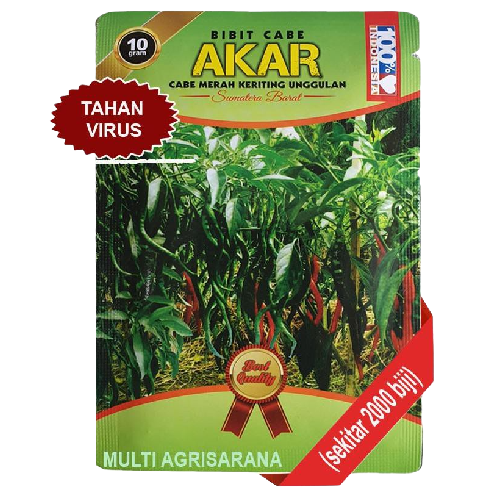 10
gram
BIBIT CABE
AKAR
CABE MERAH KERITING UNGGULAN
Sumatera Barat
100%
INDONESIA
TAHAN
VIRUS
Best
Quality
(sekitar 2000 biji)
MULTI AGRISARANA